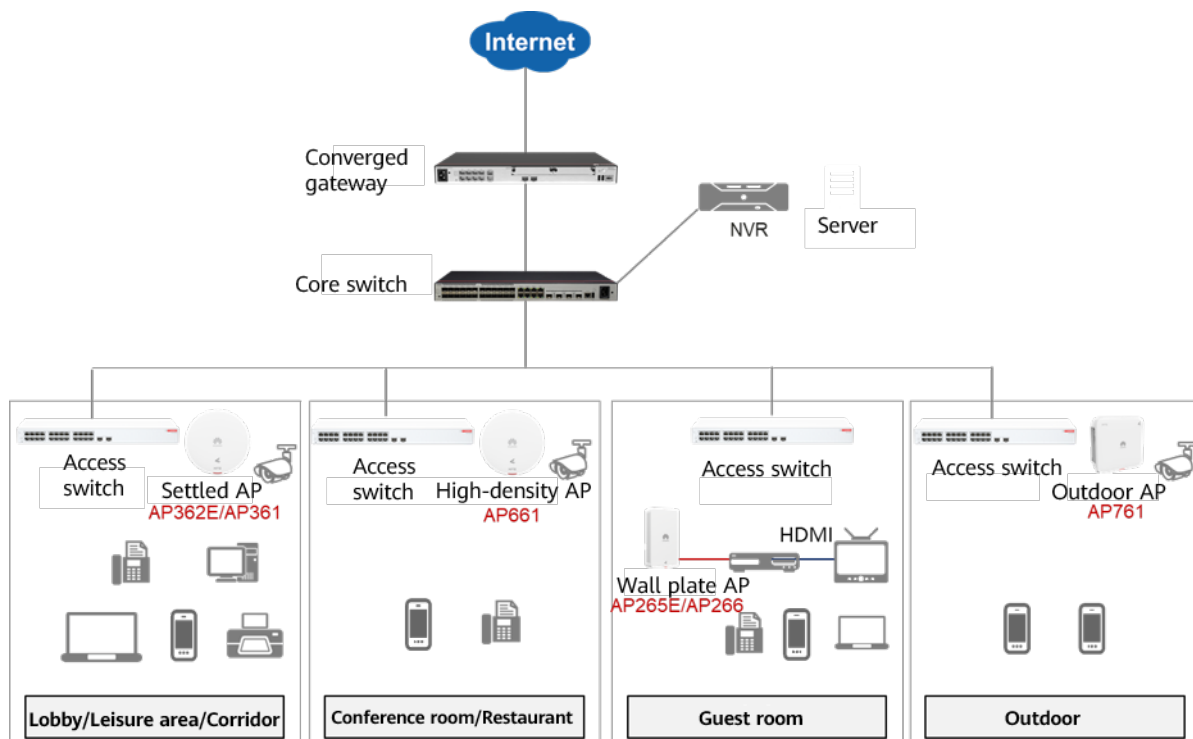 Internet
Converged
gateway
NVR
Server
Core switch
Access
switch
Settled AP
AP362E/AP361
Access
switch
High-density AP
AP661
Access switch
HDMI
Wall plate AP
AP265E/AP266
Access switch
Outdoor AP
AP761
Lobby/Leisure area/Corridor
Conference room/Restaurant
Guest room
Outdoor